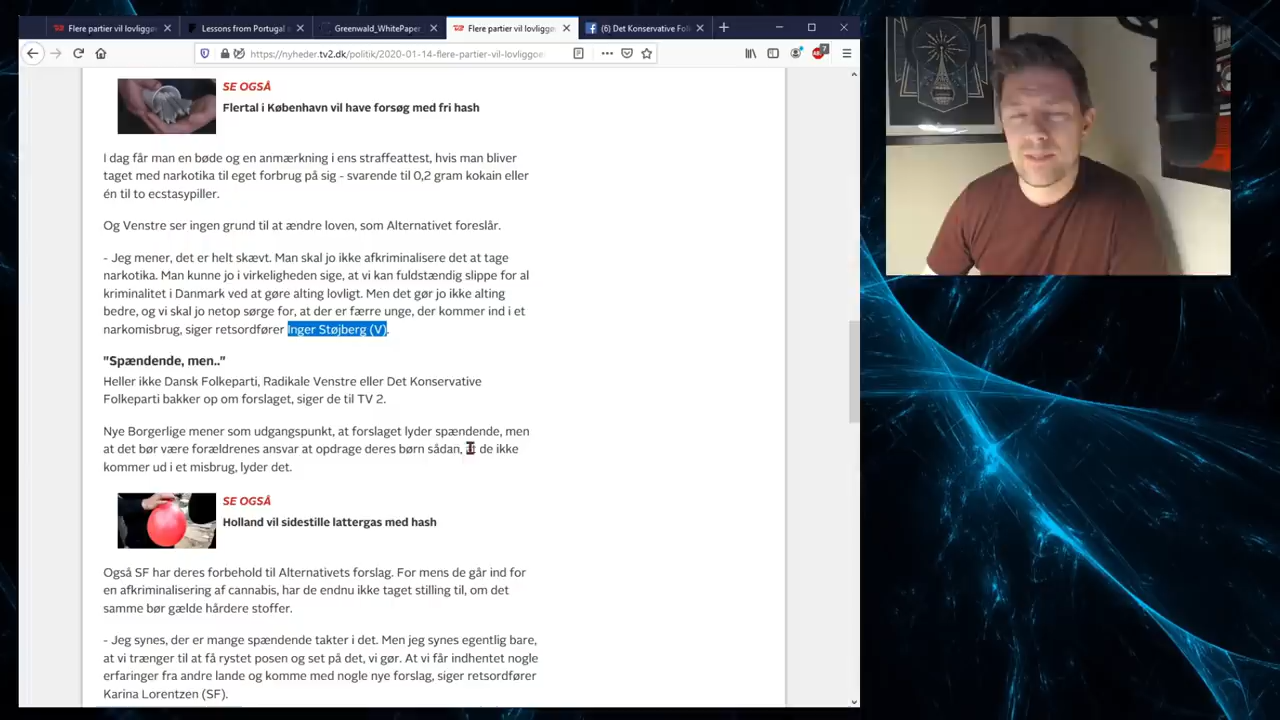 Flere partier vil lovliggø
Lessons from Portugal
Greenwald_WhitePaper
Flere partier vil lovliggø
(6) Det Konservative Fol
https://nyheder.tv2.dk/politik/2020-01-14-flere-partier-vil-lovliggoe
SE OGSÅ
Flertal i København vil have forsøg med fri hash
I dag får man en bøde og en anmærkning i ens straffeattest, hvis man bliver
taget med narkotika til eget forbrug på sig - svarende til 0,2 gram kokain eller
én til to ecstasypiller.
Og Venstre ser ingen grund til at ændre loven, som Alternativet foreslår.
- Jeg mener, det er helt skævt. Man skal jo ikke afkriminalisere det at tage
narkotika. Man kunne jo i virkeligheden sige, at vi kan fuldstændig slippe for al
kriminalitet i Danmark ved at gøre alting lovligt. Men det gør jo ikke alting
bedre, og vi skal jo netop sørge for, at der er færre unge, der kommer ind i et
narkomisbrug, siger retsordfører Inger Støjberg (V).
"Spændende, men.."
Heller ikke Dansk Folkeparti, Radikale Venstre eller Det Konservative
Folkeparti bakker op om forslaget, siger de til TV 2.
Nye Borgerlige mener som udgangspunkt, at forslaget lyder spændende, men
at det bør være forældrenes ansvar at opdrage deres børn sådan, at de ikke
kommer ud i et misbrug, lyder det.
SE OGSÅ
Holland vil sidestille lattergas med hash
Også SF har deres forbehold til Alternativets forslag. For mens de går ind for
en afkriminalisering af cannabis, har de endnu ikke taget stilling til, om det
samme bør gælde hårdere stoffer.
- Jeg synes, der er mange spændende takter i det. Men jeg synes egentlig bare,
at vi trænger til at få rystet posen og set på det, vi gør. At vi får indhentet nogle
erfaringer fra andre lande og komme med nogle nye forslag, siger retsordfører
Karina Lorentzen (SF).